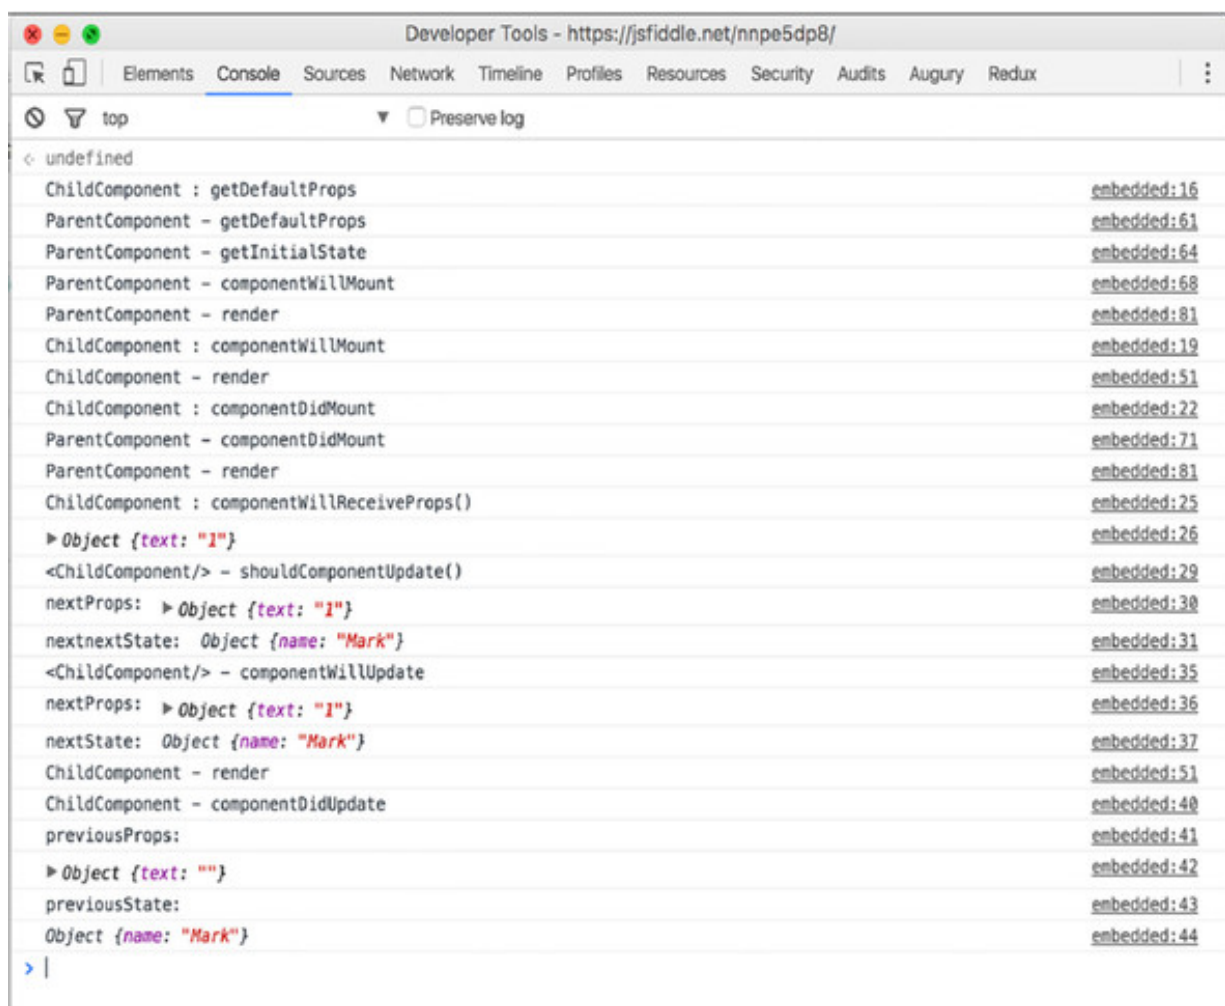 Developer Tools - https://jsfiddle.net/nnpe5dp8/
Elements Console Sources Network Timeline Profiles Resources Security Audits Augury Redux
top Preserve log
undefined
ChildComponent : getDefaultProps embedded:16
ParentComponent - getDefaultProps embedded:61
ParentComponent - getInitialState embedded:64
ParentComponent - componentWillMount embedded:68
ParentComponent - render embedded:81
ChildComponent : componentWillMount embedded:19
ChildComponent - render embedded:51
ChildComponent : componentDidMount embedded:22
ParentComponent - componentDidMount embedded:71
ParentComponent - render embedded:81
ChildComponent : componentWillReceiveProps() embedded:25
Object {text: "1"} embedded:26
<ChildComponent/> - shouldComponentUpdate() embedded:29
nextProps: Object {text: "1"} embedded:30
nextnextState: Object {name: "Mark"} embedded:31
<ChildComponent/> - componentWillUpdate embedded:35
nextProps: Object {text: "1"} embedded:36
nextState: Object {name: "Mark"} embedded:37
ChildComponent - render embedded:51
ChildComponent - componentDidUpdate embedded:40
previousProps: embedded:41
Object {text: ""} embedded:42
previousState: embedded:43
Object {name: "Mark"} embedded:44